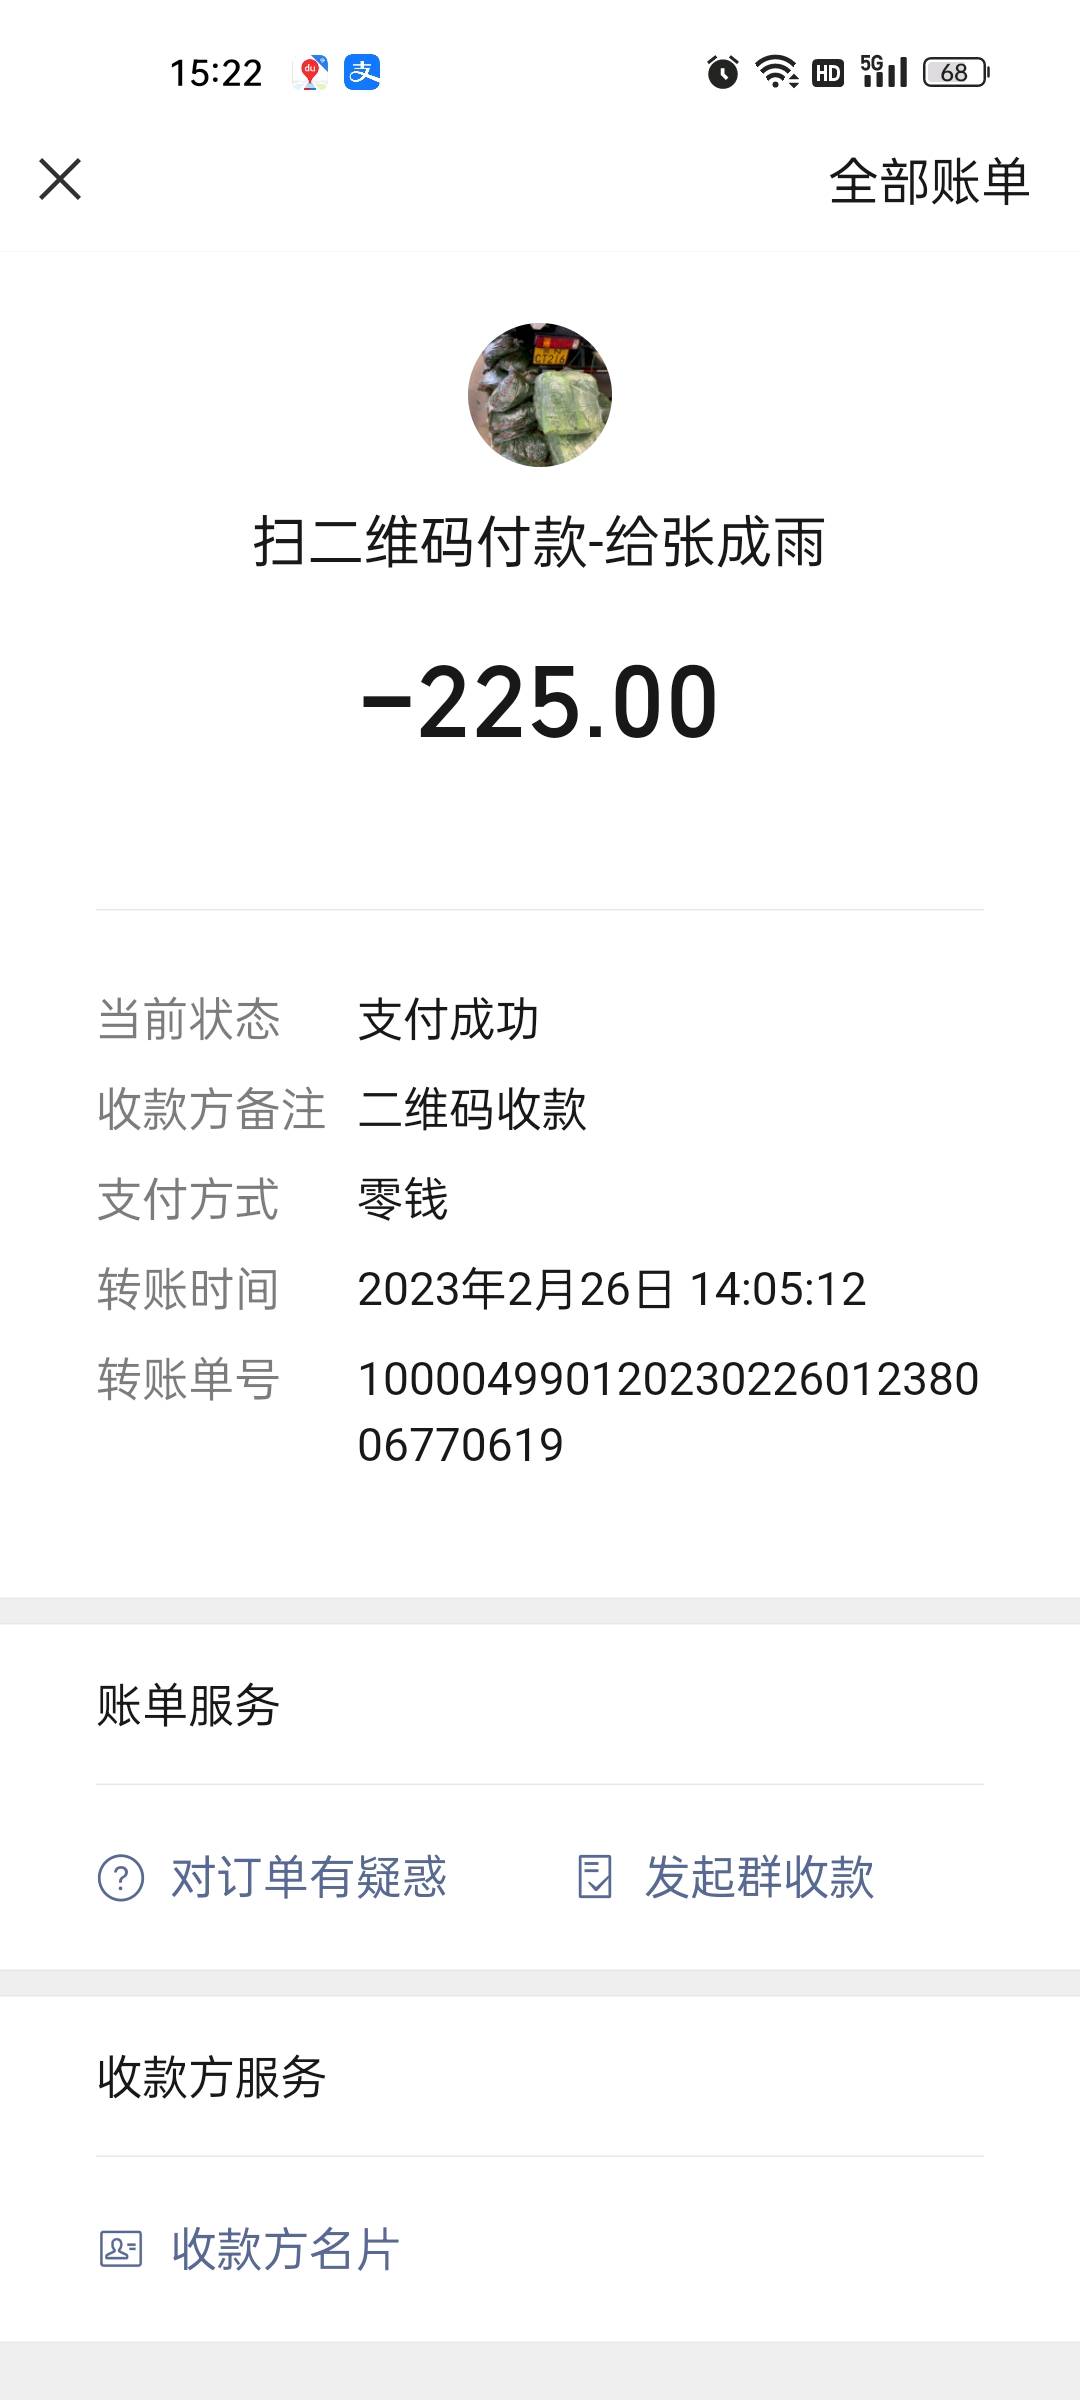 15:22
du
支
HD
5G
68
全部账单
扫二维码付款-给张成雨
-225.00
当前状态 支付成功
收款方备注 二维码收款
支付方式 零钱
转账时间 2023年2月26日 14:05:12
转账单号 100004990120230226012380
06770619
账单服务
对订单有疑惑 发起群收款
收款方服务
收款方名片